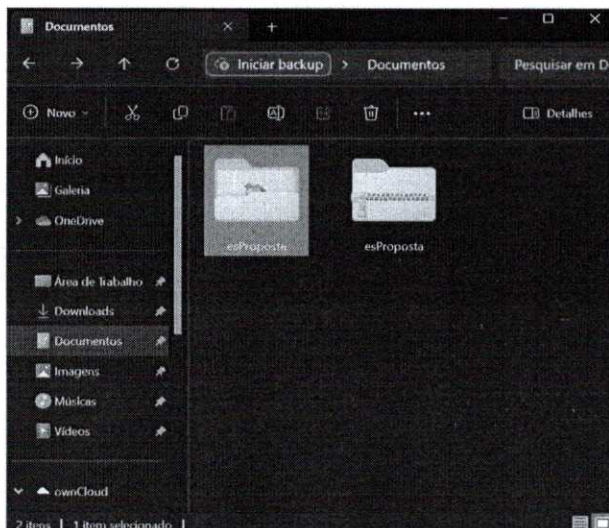 Documentos
Iniciar backup > Documentos Pesquisar em D
Novo
Detalhes
Início
Galeria
OneDrive
esProposta esProposta
Área de Trabalho
Downloads
Documentos
Imagens
Músicas
Vídeos
ownCloud
2 itens | 1 item selecionado |